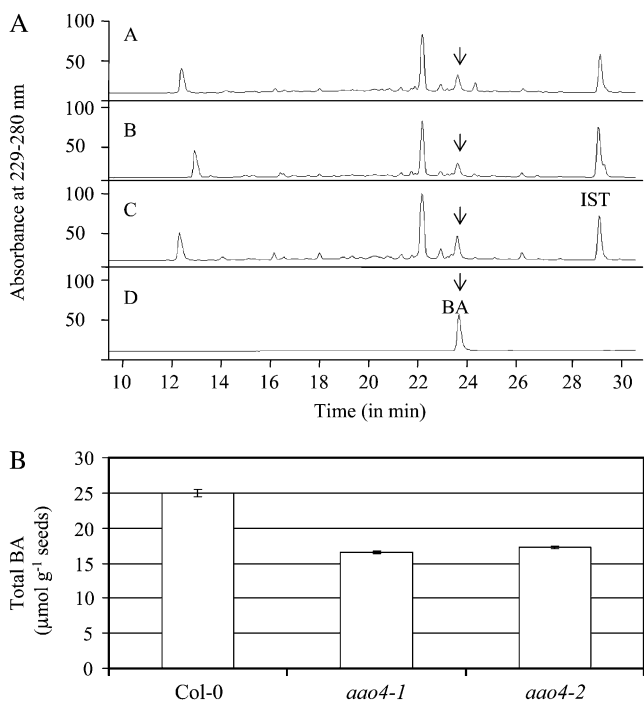 A
Absorbance at 229-280 nm
100
50
A
100
50
B
100
50
C
IST
100
50
D
BA
10 12 14 16 18 20 22 24 26 28 30
Time (in min)
B
Total BA
(µmol g-1 seeds)
30
25
20
15
10
5
0
Col-0 aao4-1 aao4-2